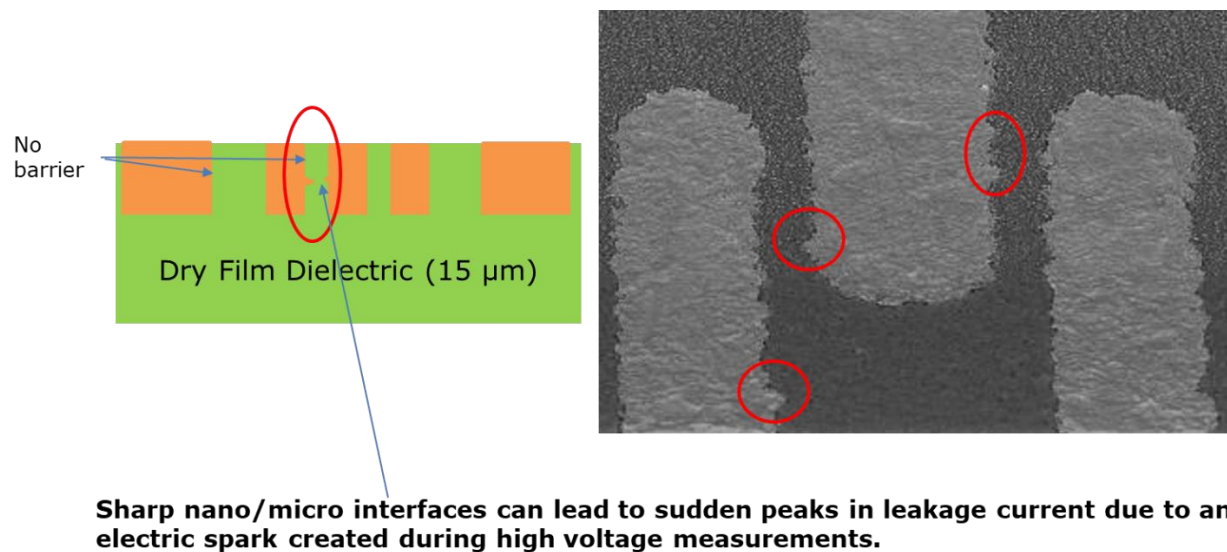 No
barrier
Dry Film Dielectric (15 µm)
Sharp nano/micro interfaces can lead to sudden peaks in leakage current due to an
electric spark created during high voltage measurements.